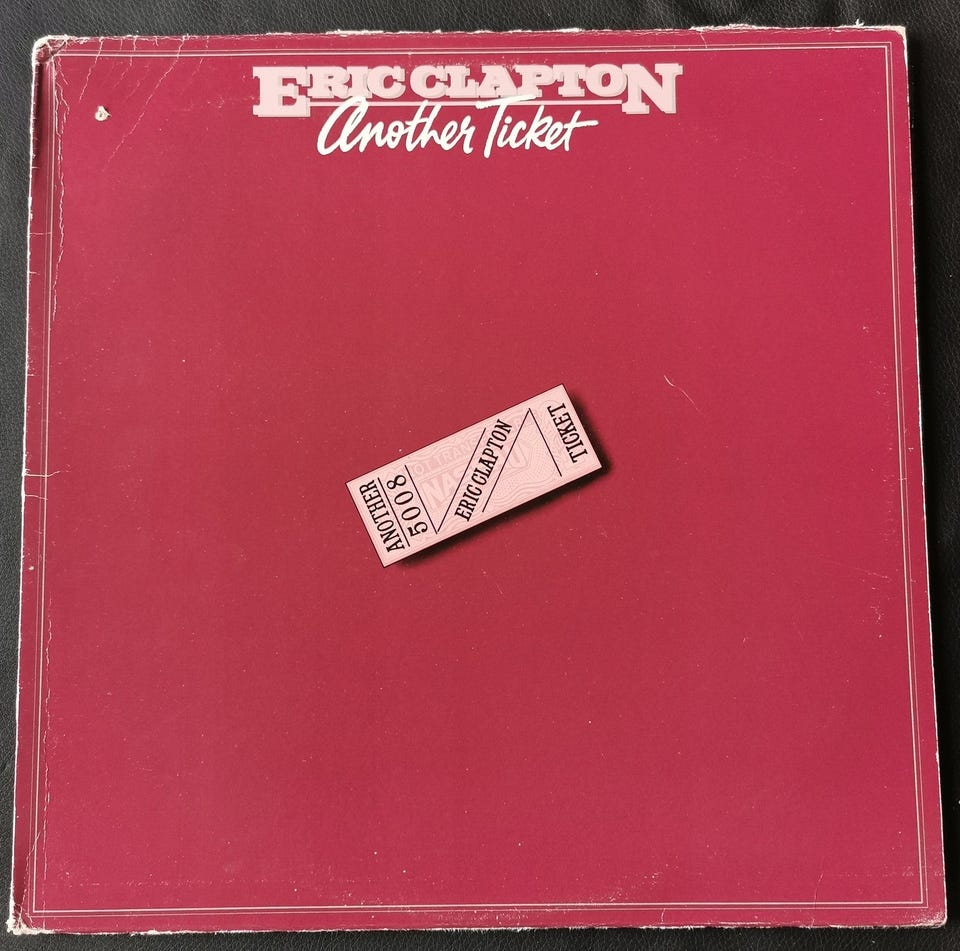 ERIC CLAPTON
Another Ticket
ANOTHER
5008
ERIC CLAPTON
TICKET